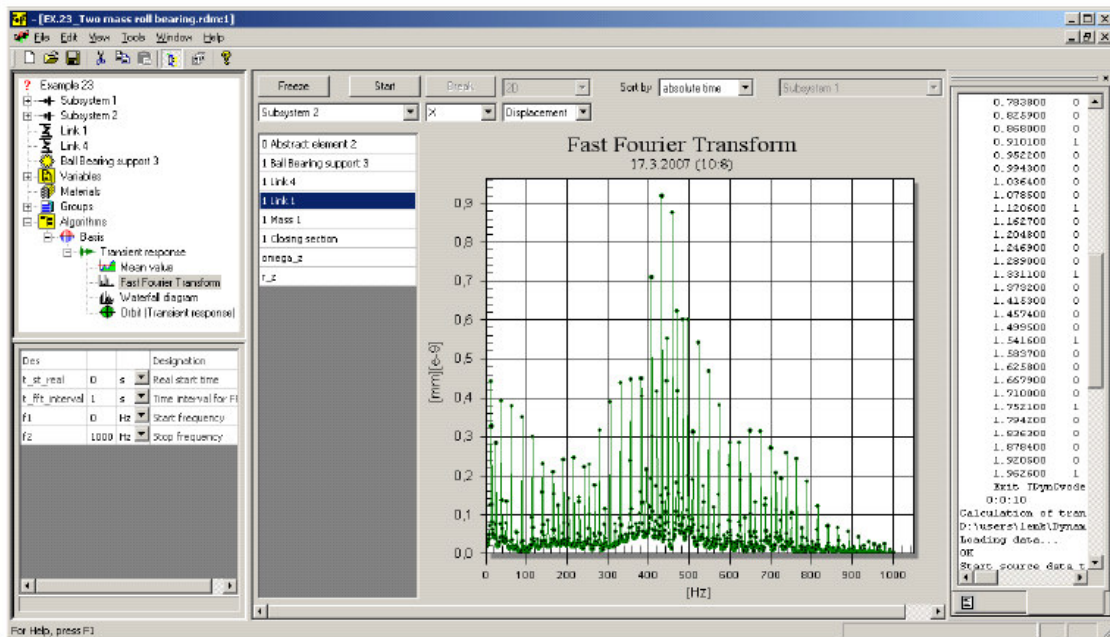 - [EX.23_Two mass roll bearing.rdm:1]
File Edit View Tools Window Help
? Example 23
Subsystem 1
Subsystem 2
Link 1
Link 4
Ball Bearing support 3
Variables
Materials
Groups
Algorithms
Basis
Transient response
Mean value
Fast Fourier Transform
Waterfall diagram
Orbit (Transient response)
Des Designation
t_st_real 0 s Real start time
t_fft_interval 1 s Time interval for FI
f1 0 Hz Start frequency
f2 1000 Hz Stop frequency
Freeze Start Break 2D Sort by absolute time Subsystem 1
Subsystem 2 X Displacement
0 Abstract element 2
1 Ball Bearing support 3
1 Link 4
1 Link 1
1 Mass 1
1 Closing section
omega_z
r_z
Fast Fourier Transform
17.3.2007 (10:8)
0,9
0,8
0,7
0,6
0,5
0,4
0,3
0,2
0,1
0,0
[mm][e-9]
0 100 200 300 400 500 600 700 800 900 1000
[Hz]
0.783800 0
0.825900 0
0.868000 0
0.910100 1
0.952200 0
0.994300 0
1.036400 0
1.078500 0
1.120600 1
1.162700 0
1.204800 0
1.246900 0
1.289000 0
1.331100 1
1.373200 0
1.415300 0
1.457400 0
1.499500 0
1.541600 1
1.583700 0
1.625800 0
1.667900 0
1.710000 0
1.752100 1
1.794200 0
1.836300 0
1.878400 0
1.920500 0
1.962600 1
Exit TDynCvode
0:0:10
Calculation of tran
D:\users\lenk\Dynam
Loading data...
OK
Start source data t
For Help, press F1